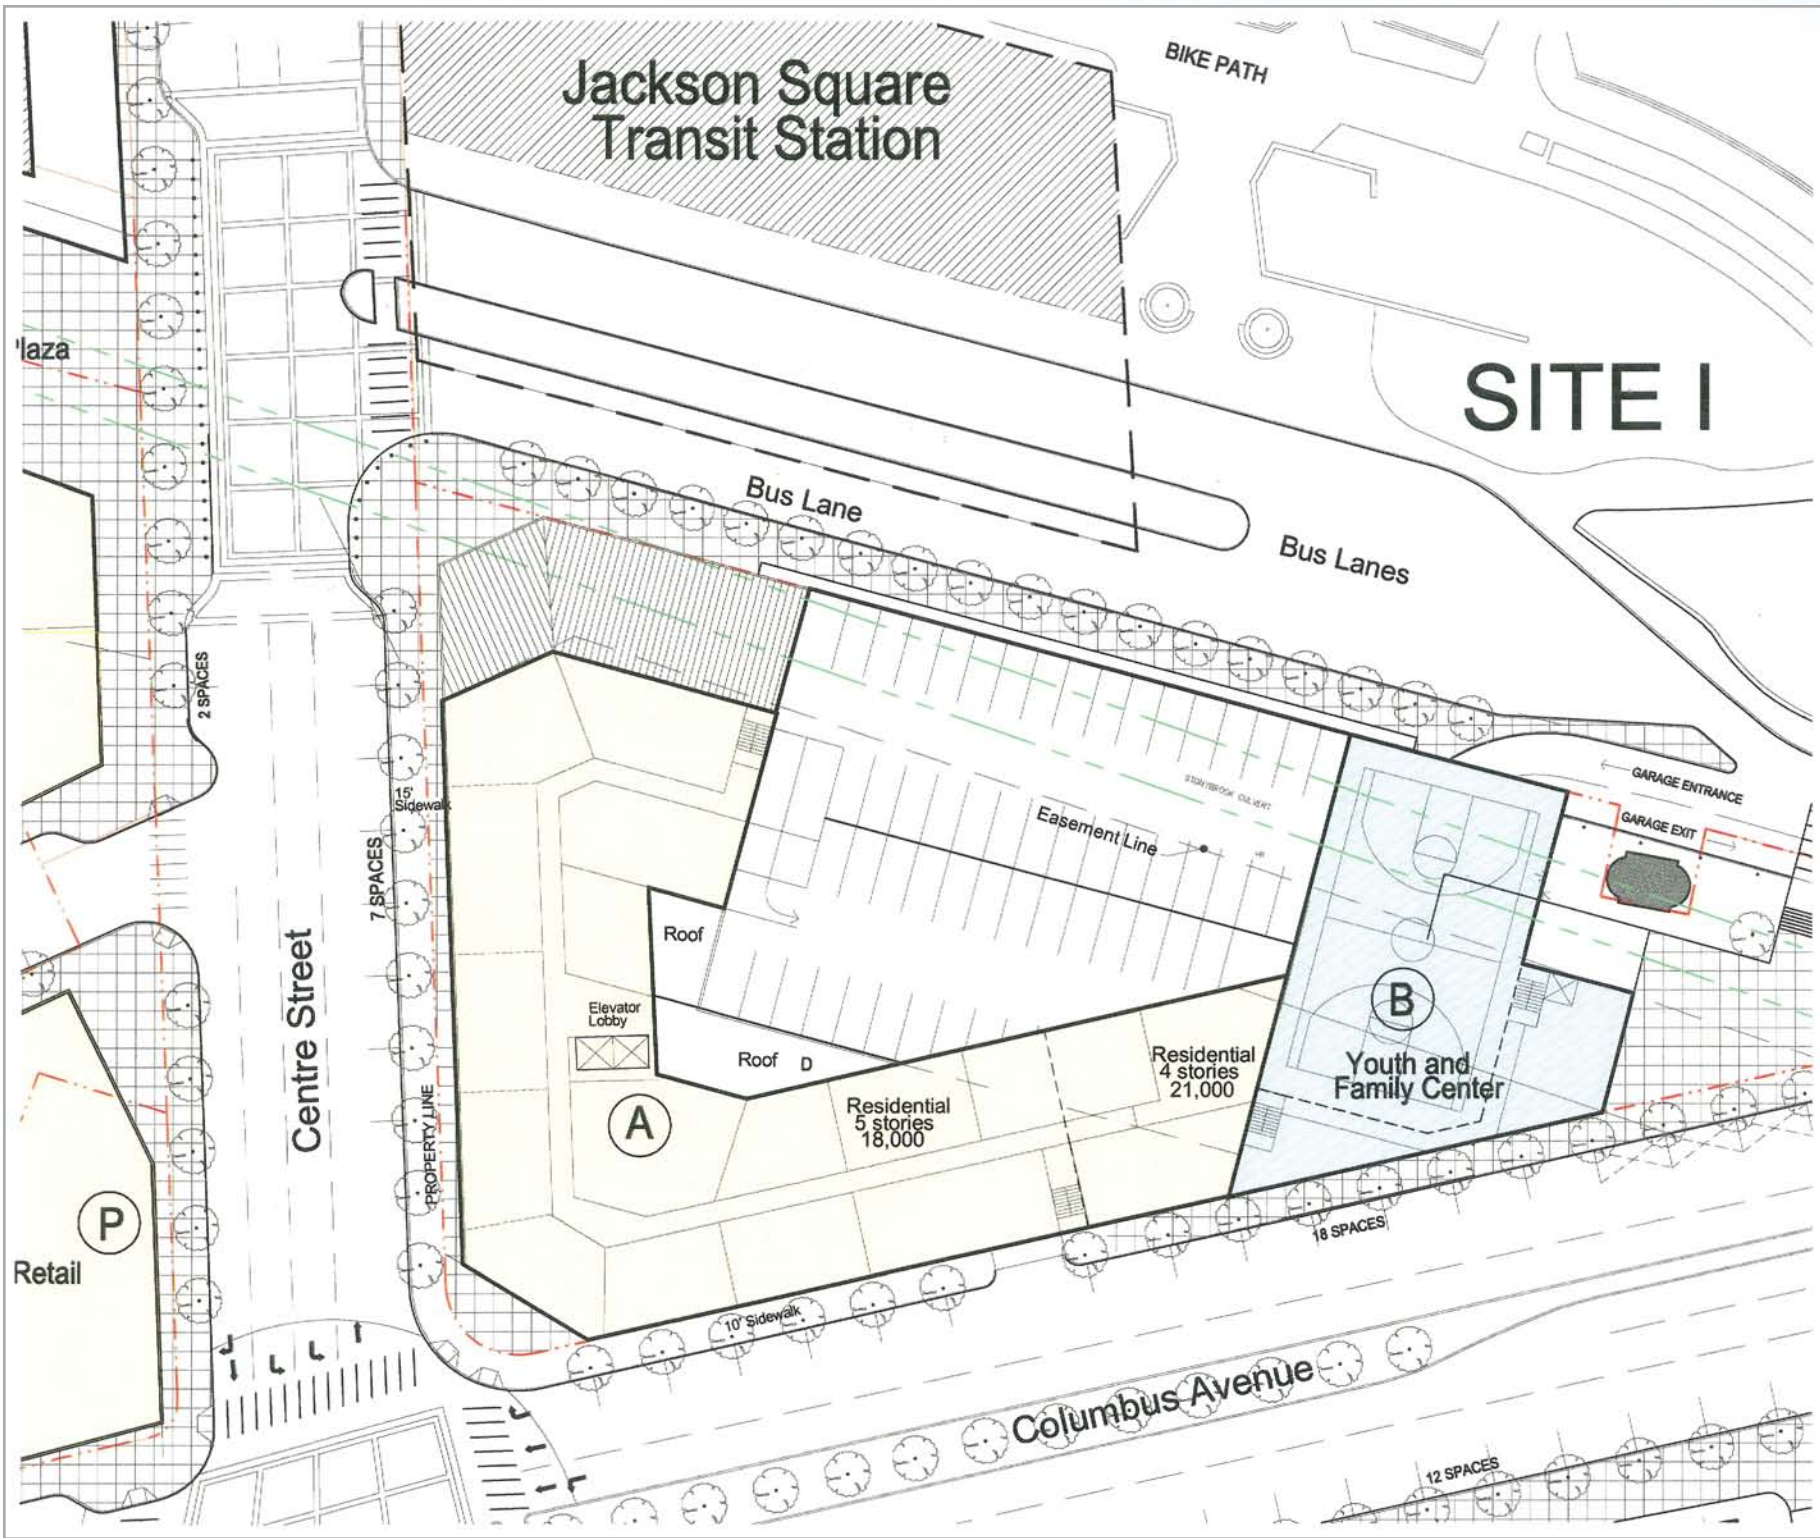 Jackson Square
Transit Station
BIKE PATH
SITE I
'laza
Bus Lane
Bus Lanes
2 SPACES
15'
Sidewalk
7 SPACES
STONYBROOK CULVERT
Easement Line
GARAGE ENTRANCE
GARAGE EXIT
Roof
Elevator
Lobby
Roof D
B
Youth and
Family Center
Centre Street
PROPERTY LINE
A
Residential
5 stories
18,000
Residential
4 stories
21,000
P
Retail
18 SPACES
10' Sidewalk
Columbus Avenue
12 SPACES